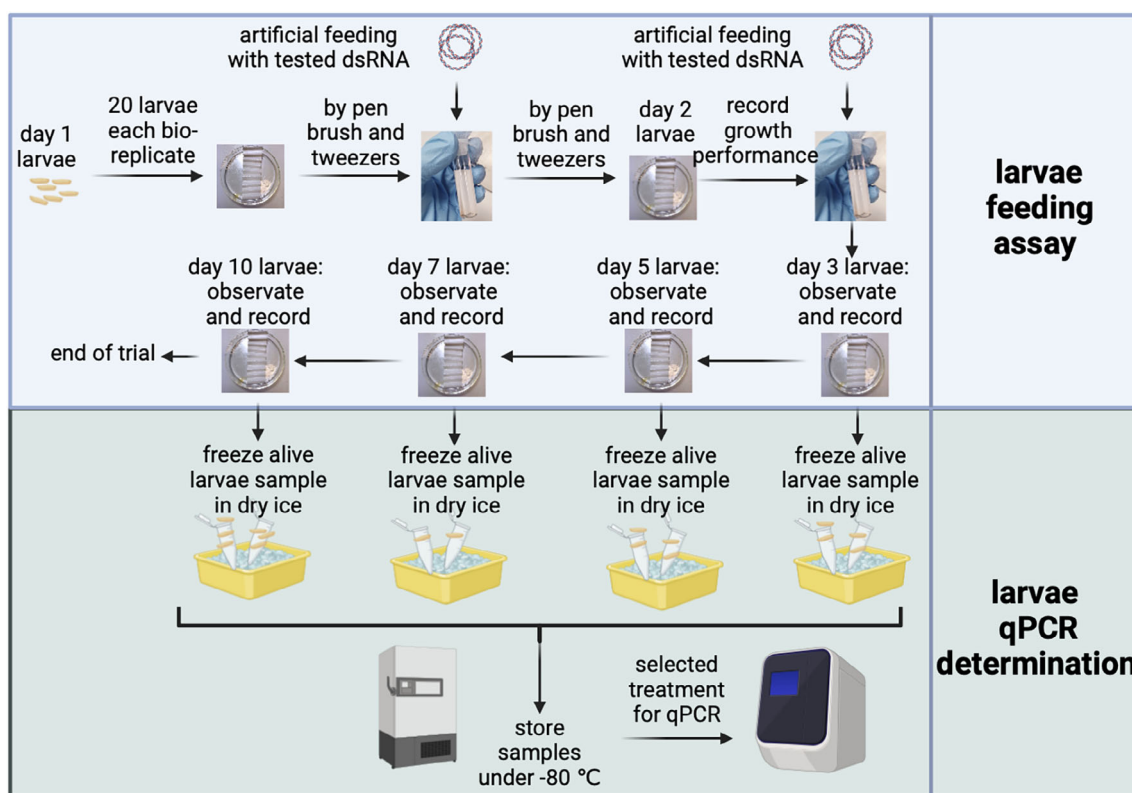 artificial feeding
with tested dsRNA
artificial feeding
with tested dsRNA
day 1
larvae
20 larvae
each bio-
replicate
by pen
brush and
tweezers
by pen
brush and
tweezers
day 2
larvae
record
growth
performance
larvae
feeding
assay
day 10 larvae:
observate
and record
day 7 larvae:
observate
and record
day 5 larvae:
observate
and record
day 3 larvae:
observate
and record
end of trial
freeze alive
larvae sample
in dry ice
freeze alive
larvae sample
in dry ice
freeze alive
larvae sample
in dry ice
freeze alive
larvae sample
in dry ice
larvae
qPCR
determination
store
samples
under -80 ℃
selected
treatment
for qPCR